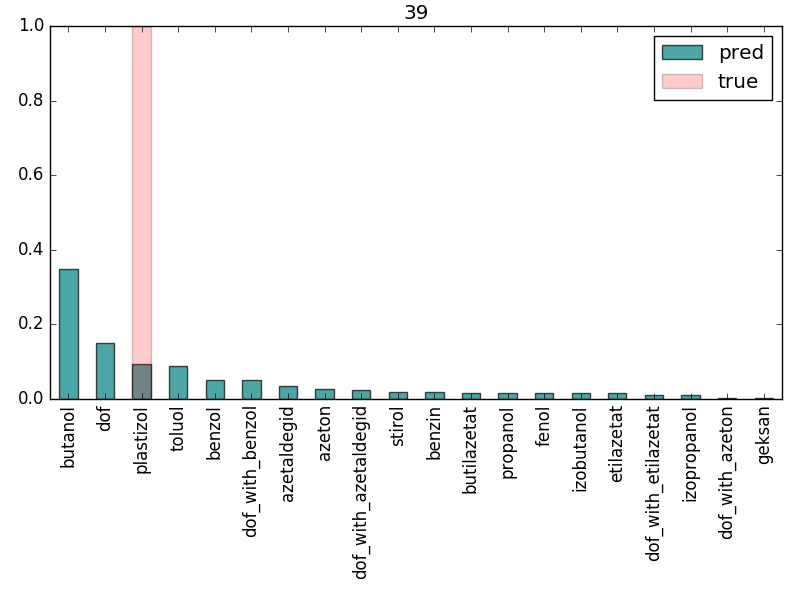 39
1.0
0.8
0.6
0.4
0.2
0.0
pred
true
butanol
dof
plastizol
toluol
benzol
dof_with_benzol
azetaldegid
azeton
dof_with_azetaldegid
stirol
benzin
butilazetat
propanol
fenol
izobutanol
etilazetat
dof_with_etilazetat
izopropanol
dof_with_azeton
geksan